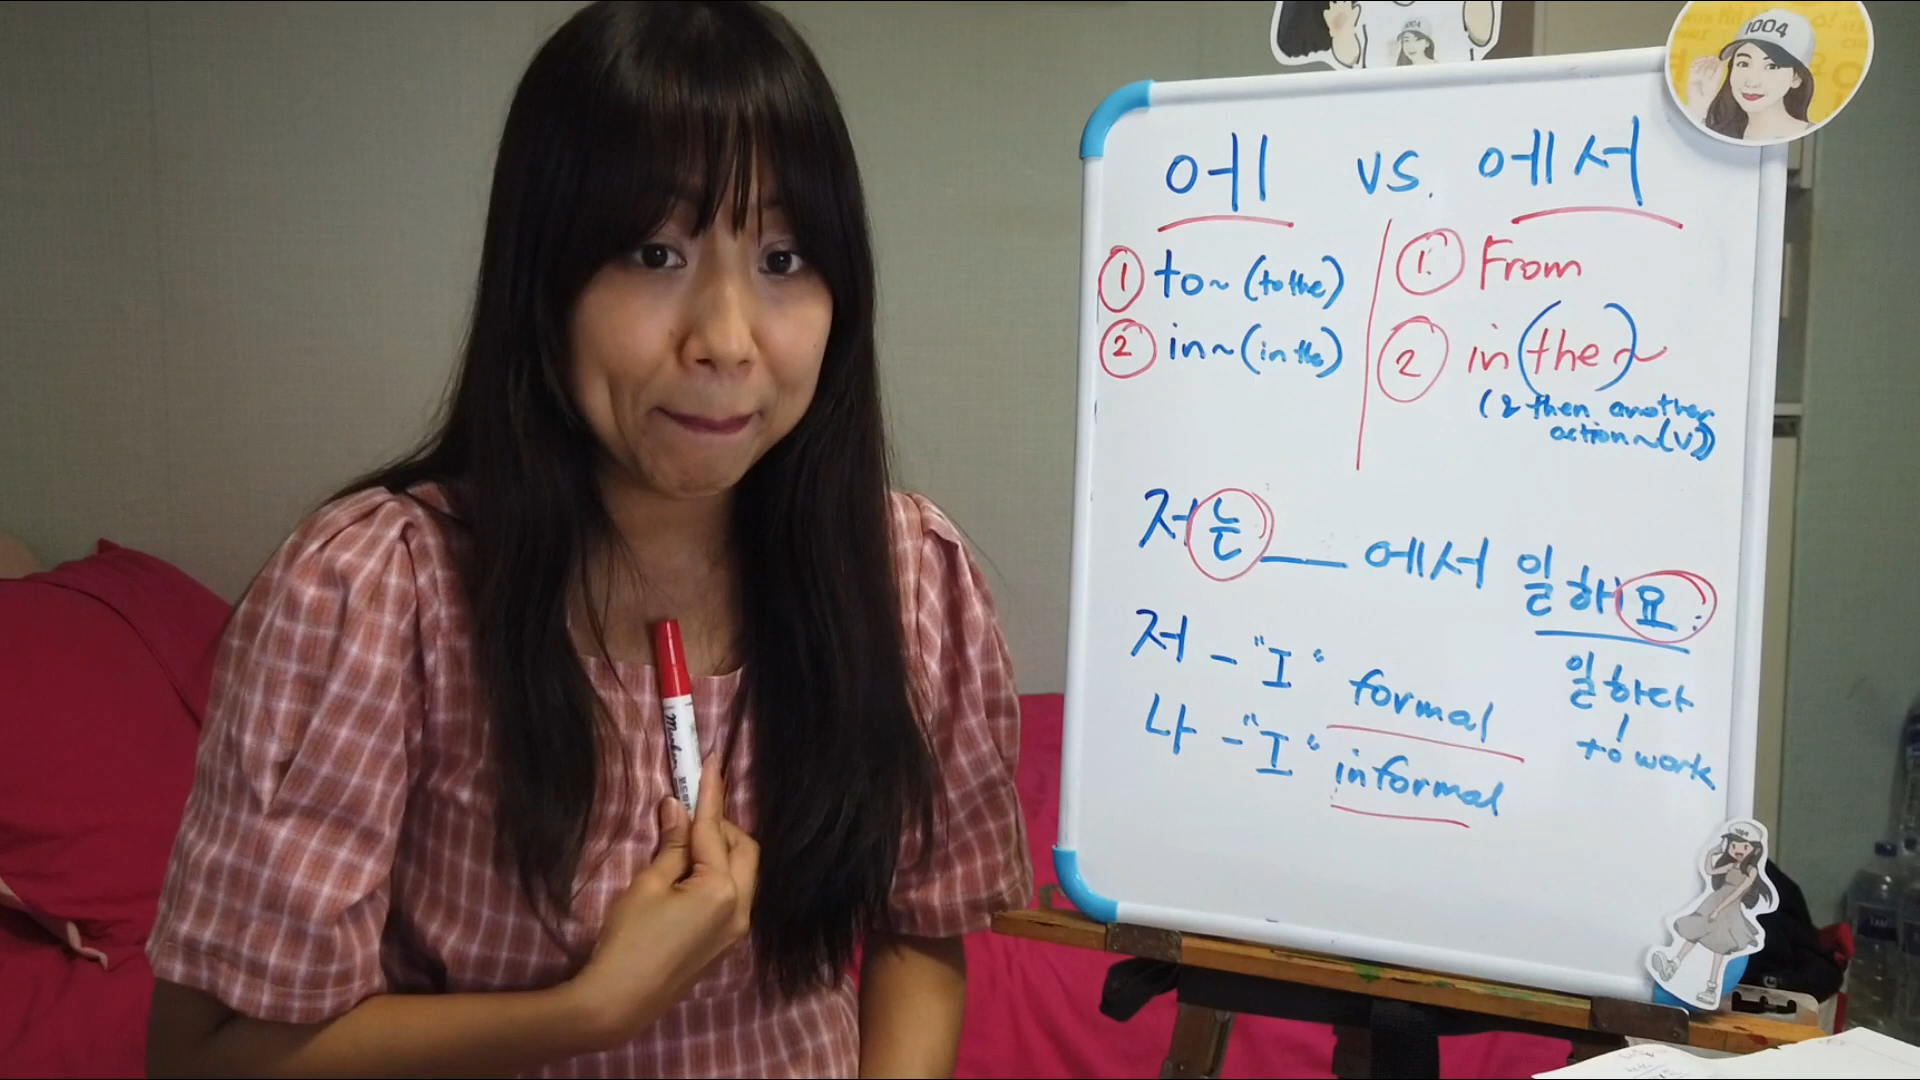 1004
에 vs. 에서
① to~ (to the)
② in~ (in the)
①. From
② in (the~)
(& then another
action~(V))
저는 ___ 에서 일해요.
저 - "I" formal
나 - "I" informal
일하다
to work
Marker
1004